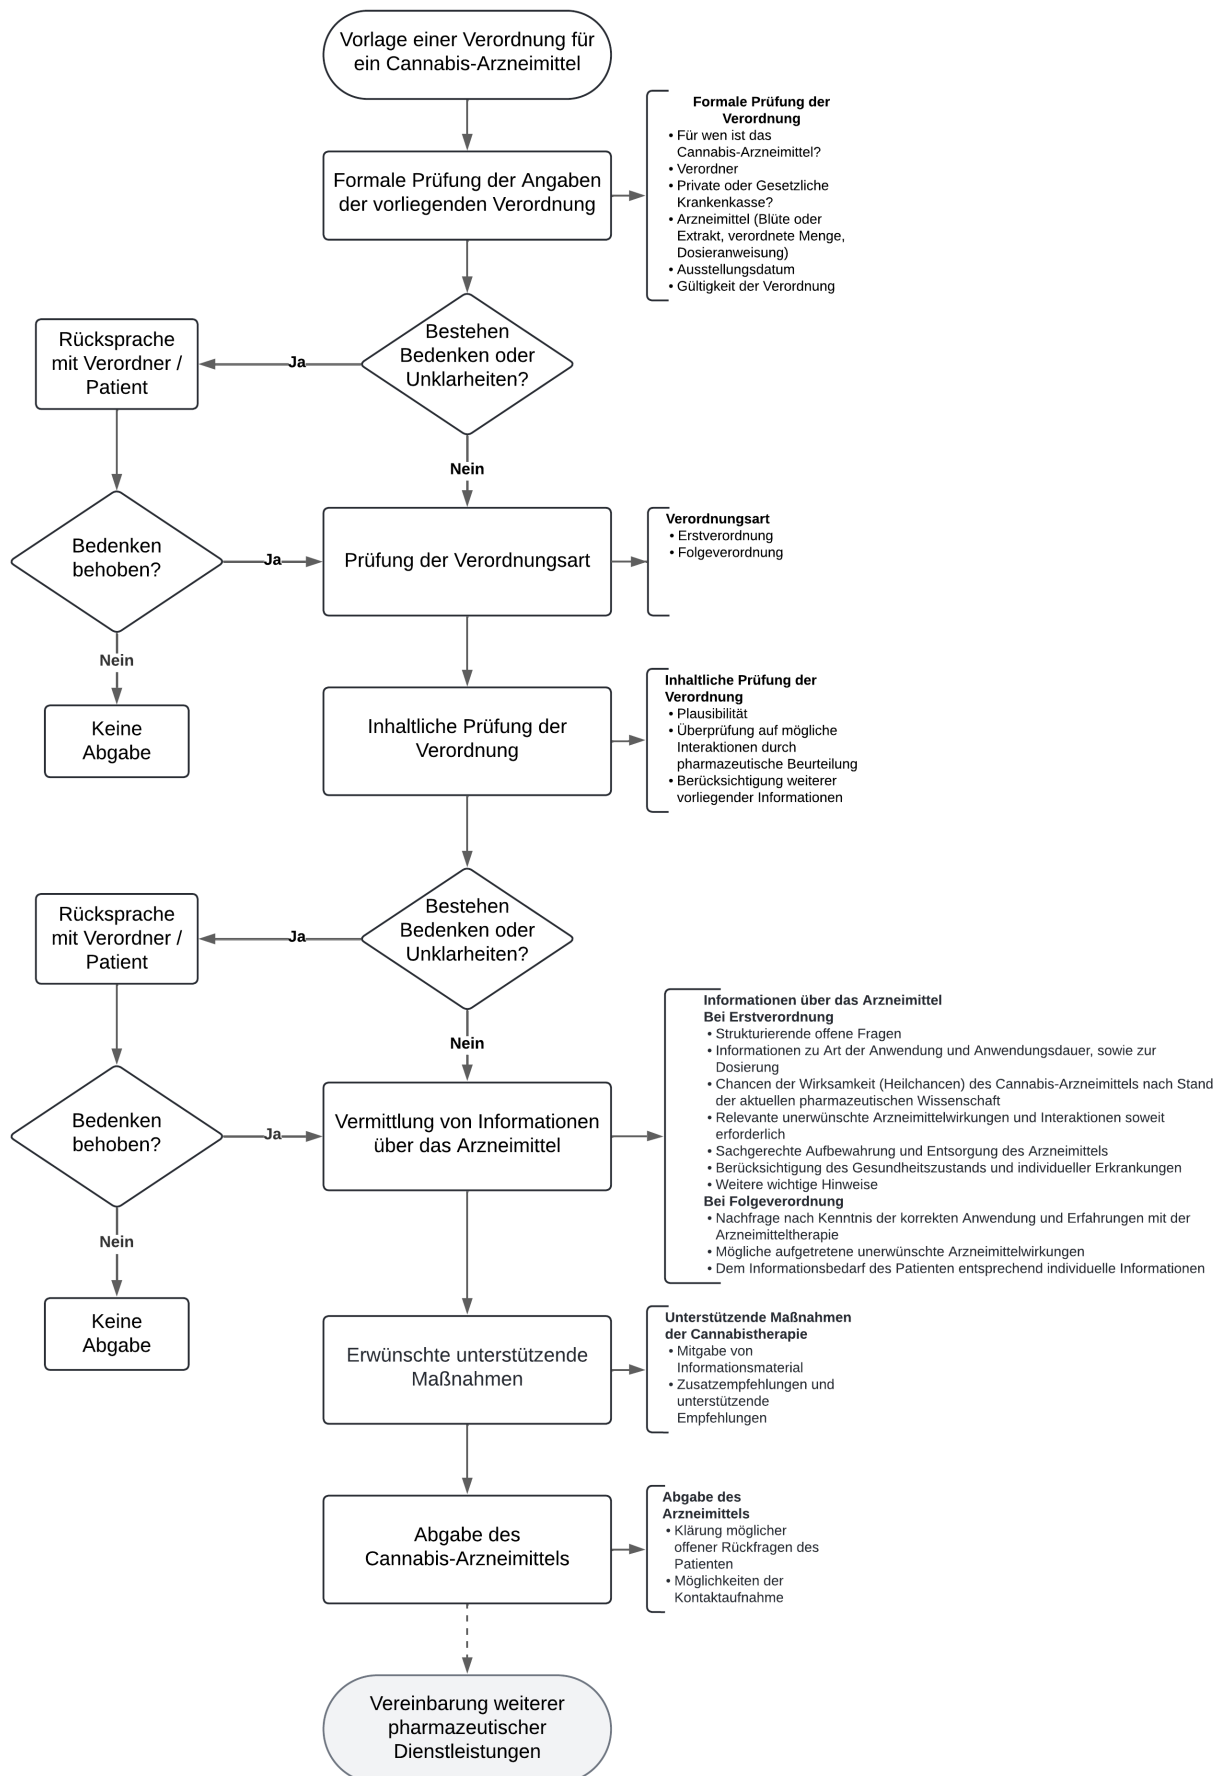 Vorlage einer Verordnung für
ein Cannabis-Arzneimittel
Formale Prüfung der Angaben
der vorliegenden Verordnung
Formale Prüfung der
Verordnung
• Für wen ist das
Cannabis-Arzneimittel?
• Verordner
• Private oder Gesetzliche
Krankenkasse?
• Arzneimittel (Blüte oder
Extrakt, verordnete Menge,
Dosieranweisung)
• Ausstellungsdatum
• Gültigkeit der Verordnung
Bestehen
Bedenken oder
Unklarheiten?
Ja
Rücksprache
mit Verordner /
Patient
Nein
Bedenken
behoben?
Ja
Nein
Keine
Abgabe
Prüfung der Verordnungsart
Verordnungsart
• Erstverordnung
• Folgeverordnung
Inhaltliche Prüfung der
Verordnung
Inhaltliche Prüfung der
Verordnung
• Plausibilität
• Überprüfung auf mögliche
Interaktionen durch
pharmazeutische Beurteilung
• Berücksichtigung weiterer
vorliegender Informationen
Bestehen
Bedenken oder
Unklarheiten?
Ja
Rücksprache
mit Verordner /
Patient
Nein
Bedenken
behoben?
Ja
Nein
Keine
Abgabe
Vermittlung von Informationen
über das Arzneimittel
Informationen über das Arzneimittel
Bei Erstverordnung
• Strukturierende offene Fragen
• Informationen zu Art der Anwendung und Anwendungsdauer, sowie zur
Dosierung
• Chancen der Wirksamkeit (Heilchancen) des Cannabis-Arzneimittels nach Stand
der aktuellen pharmazeutischen Wissenschaft
• Relevante unerwünschte Arzneimittelwirkungen und Interaktionen soweit
erforderlich
• Sachgerechte Aufbewahrung und Entsorgung des Arzneimittels
• Berücksichtigung des Gesundheitszustands und individueller Erkrankungen
• Weitere wichtige Hinweise
Bei Folgeverordnung
• Nachfrage nach Kenntnis der korrekten Anwendung und Erfahrungen mit der
Arzneimitteltherapie
• Mögliche aufgetretene unerwünschte Arzneimittelwirkungen
• Dem Informationsbedarf des Patienten entsprechend individuelle Informationen
Erwünschte unterstützende
Maßnahmen
Unterstützende Maßnahmen
der Cannabistherapie
• Mitgabe von
Informationsmaterial
• Zusatzempfehlungen und
unterstützende
Empfehlungen
Abgabe des
Cannabis-Arzneimittels
Abgabe des
Arzneimittels
• Klärung möglicher
offener Rückfragen des
Patienten
• Möglichkeiten der
Kontaktaufnahme
Vereinbarung weiterer
pharmazeutischer
Dienstleistungen